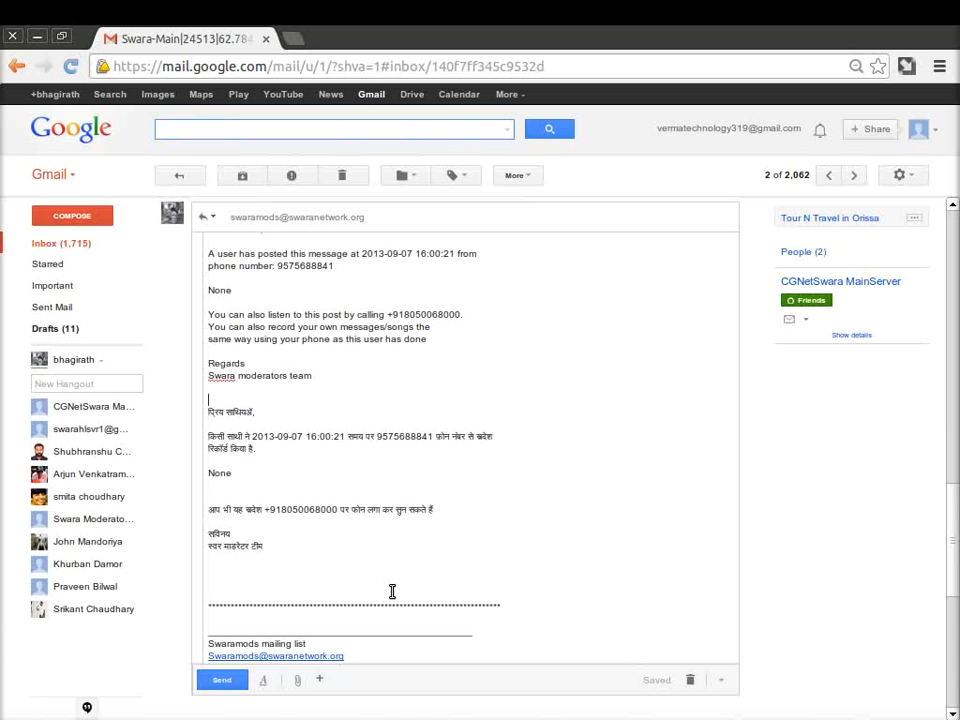 Swara-Main|24513|62.784
https://mail.google.com/mail/u/1/?shva=1#inbox/140f7ff345c9532d
+bhagirath Search Images Maps Play YouTube News Gmail Drive Calendar More
Google
vermatechnology319@gmail.com
+ Share
Gmail
More
2 of 2,062
COMPOSE
Inbox (1,715)
Starred
Important
Sent Mail
Drafts (11)
bhagirath
New Hangout
CGNetSwara Ma...
swarahlsvr1@g...
Shubhranshu C...
Arjun Venkatram...
smita choudhary
Swara Moderato...
John Mandoriya
Khurban Damor
Praveen Bilwal
Srikant Chaudhary
swaramods@swaranetwork.org
A user has posted this message at 2013-09-07 16:00:21 from
phone number: 9575688841
None
You can also listen to this post by calling +918050068000.
You can also record your own messages/songs the
same way using your phone as this user has done
Regards
Swara moderators team
प्रिय
किसी साथी ने 2013-09-07 16:00:21 समय पर 9575688841 फ़ोन नंबर से
रिकॉर्ड किया है.
None
आप भी यह +918050068000 पर फोन लगा कर सुन सकते हैं
सविनय
स्वर माडरेटर टीम
Swaramods mailing list
Swaramods@swaranetwork.org
Send
Saved
Tour N Travel in Orissa
People (2)
CGNetSwara MainServer
Friends
Show details